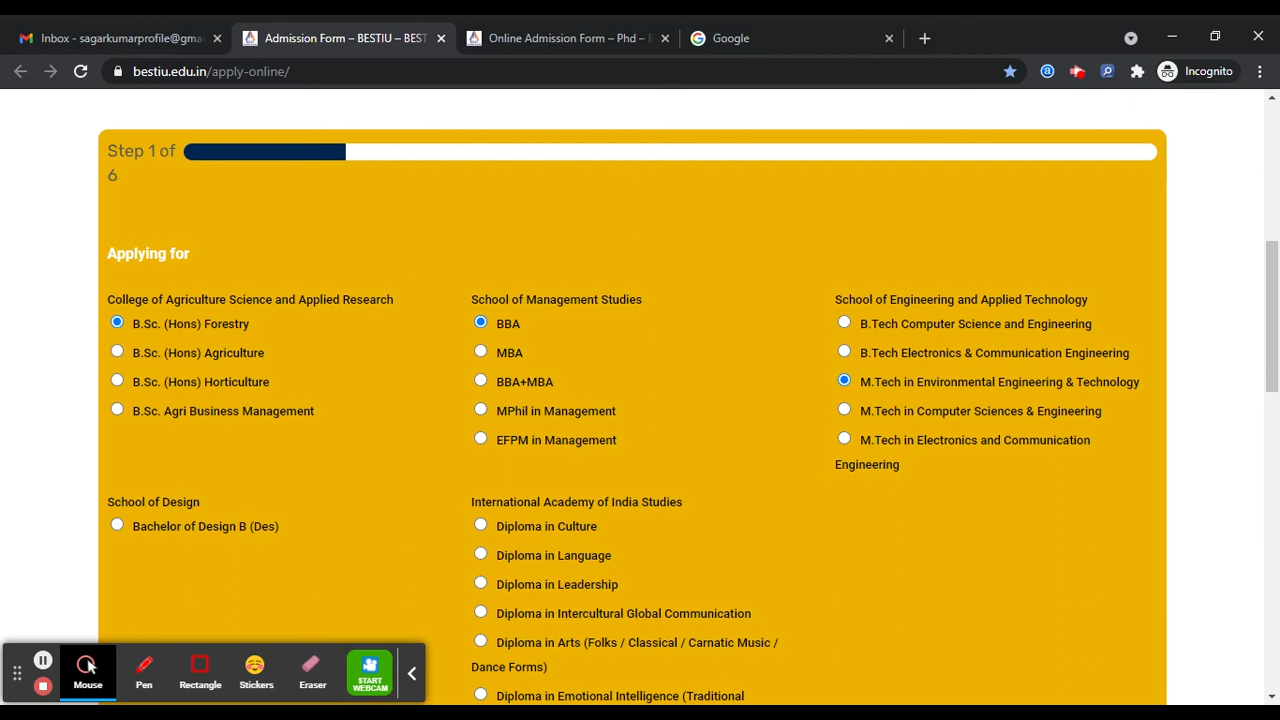 Inbox - sagarkumarprofile@gma
Admission Form – BESTIU – BEST
Online Admission Form – Phd – B
Google
bestiu.edu.in/apply-online/
Incognito
Step 1 of
6
Applying for
College of Agriculture Science and Applied Research
B.Sc. (Hons) Forestry
B.Sc. (Hons) Agriculture
B.Sc. (Hons) Horticulture
B.Sc. Agri Business Management
School of Management Studies
BBA
MBA
BBA+MBA
MPhil in Management
EFPM in Management
School of Engineering and Applied Technology
B.Tech Computer Science and Engineering
B.Tech Electronics & Communication Engineering
M.Tech in Environmental Engineering & Technology
M.Tech in Computer Sciences & Engineering
M.Tech in Electronics and Communication
Engineering
School of Design
Bachelor of Design B (Des)
International Academy of India Studies
Diploma in Culture
Diploma in Language
Diploma in Leadership
Diploma in Intercultural Global Communication
Diploma in Arts (Folks / Classical / Carnatic Music /
Dance Forms)
Diploma in Emotional Intelligence (Traditional
Mouse
Pen
Rectangle
Stickers
Eraser
START
WEBCAM